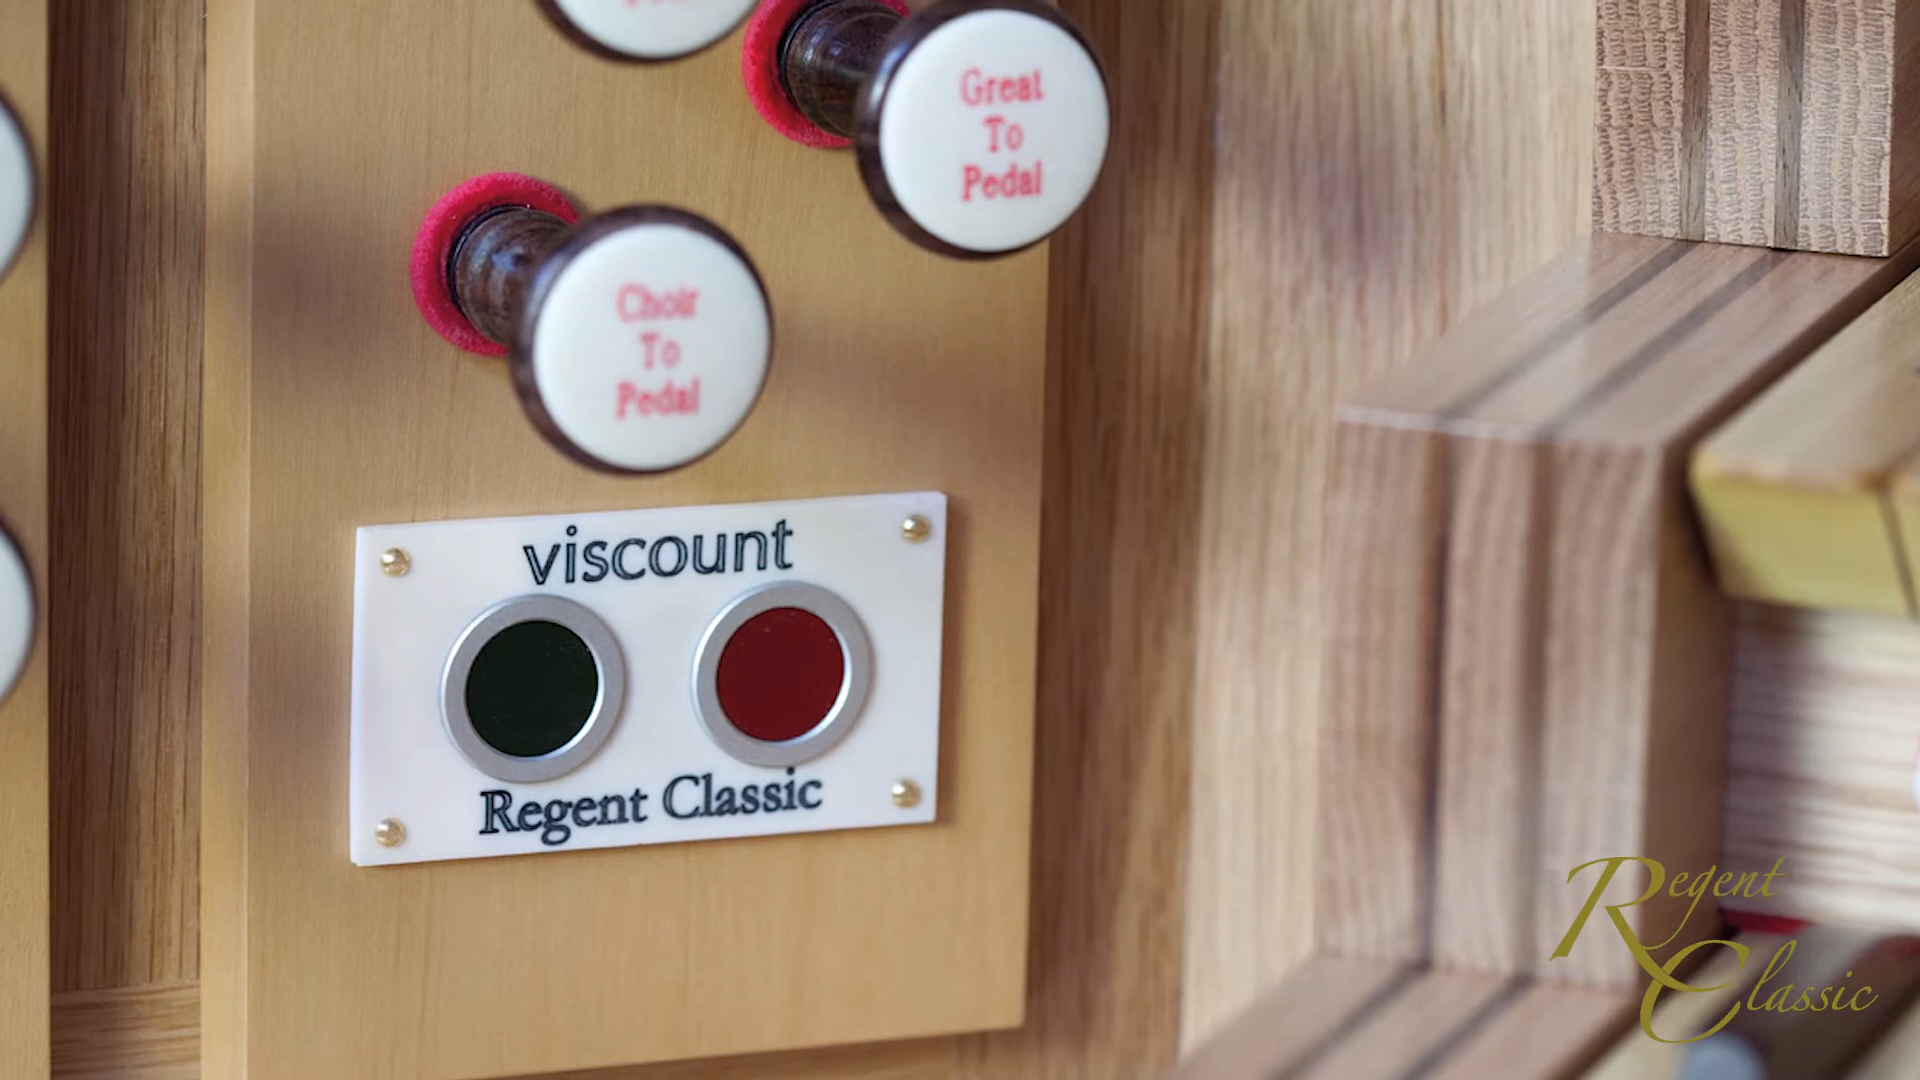 Great
To
Pedal
Choir
To
Pedal
viscount
Regent Classic
Regent
Classic